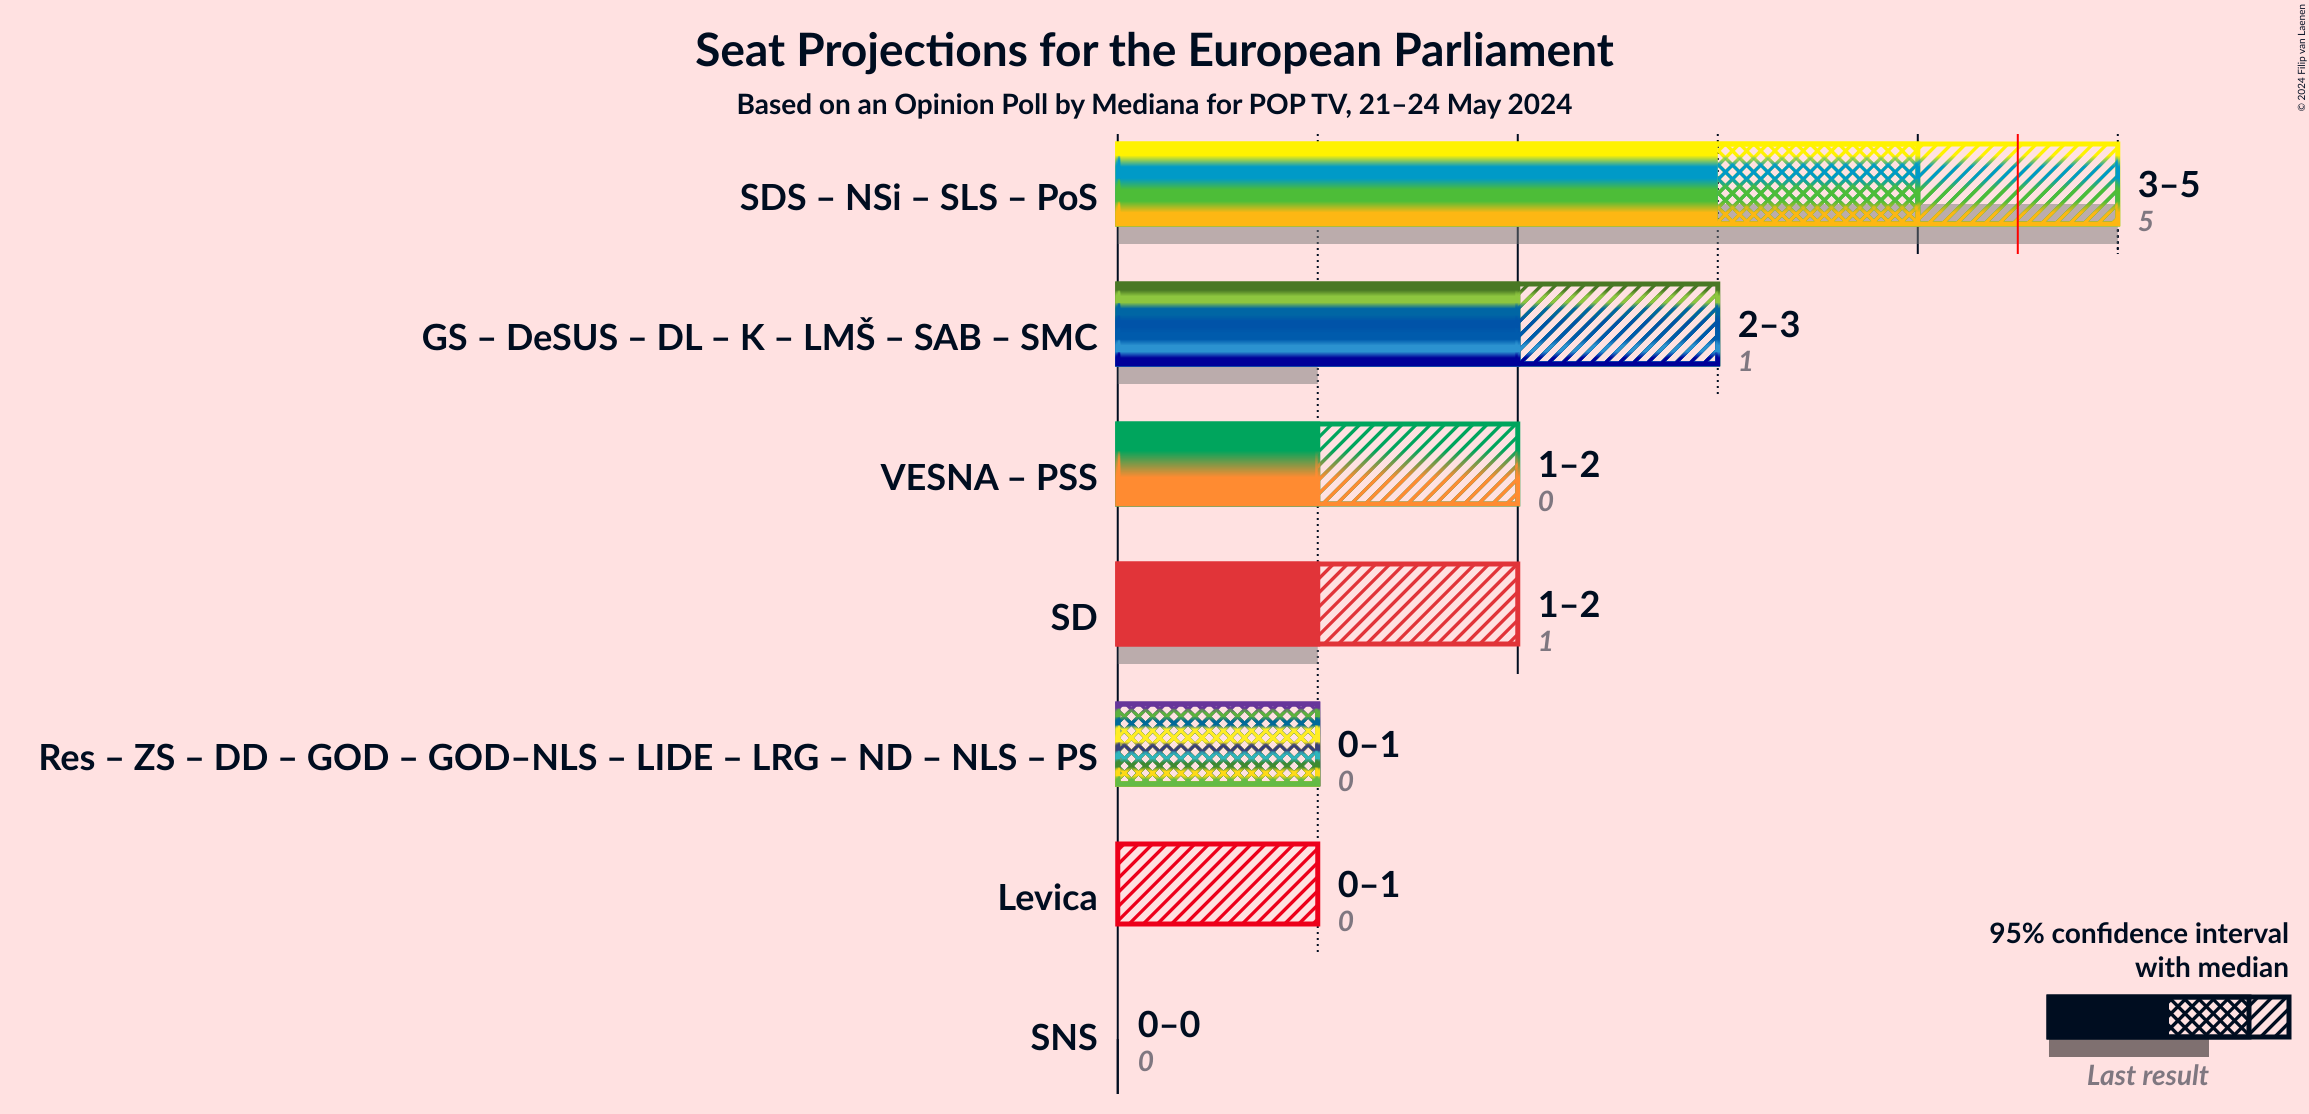 Seat Projections for the European Parliament
Based on an Opinion Poll by Mediana for POP TV, 21–24 May 2024
© 2024 Filip van Laenen
SDS – NSi – SLS – PoS
3–5
5
GS – DeSUS – DL – K – LMŠ – SAB – SMC
2–3
1
VESNA – PSS
1–2
0
SD
1–2
1
Res – ZS – DD – GOD – GOD–NLS – LIDE – LRG – ND – NLS – PS
0–1
0
Levica
0–1
0
SNS
0–0
0
95% confidence interval
with median
Last result